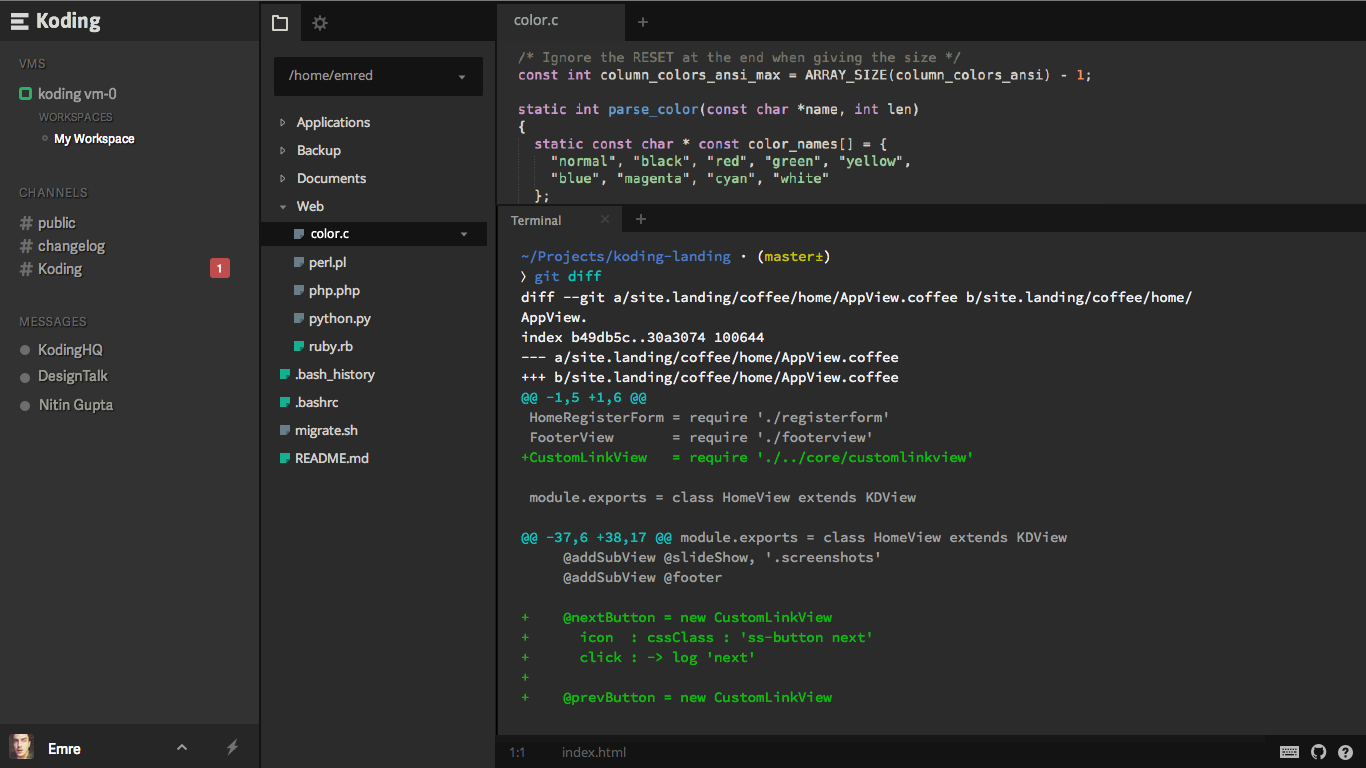 Koding
VMS
koding vm-0
WORKSPACES
My Workspace
CHANNELS
# public
# changelog
# Koding
1
MESSAGES
KodingHQ
DesignTalk
Nitin Gupta
Emre
/home/emred
Applications
Backup
Documents
Web
color.c
perl.pl
php.php
python.py
ruby.rb
.bash_history
.bashrc
migrate.sh
README.md
color.c +
/* Ignore the RESET at the end when giving the size */
const int column_colors_ansi_max = ARRAY_SIZE(column_colors_ansi) - 1;
static int parse_color(const char *name, int len)
{
static const char * const color_names[] = {
"normal", "black", "red", "green", "yellow",
"blue", "magenta", "cyan", "white"
};
Terminal × +
~/Projects/koding-landing · (master±)
❯ git diff
diff --git a/site.landing/coffee/home/AppView.coffee b/site.landing/coffee/home/
AppView.
index b49db5c..30a3074 100644
--- a/site.landing/coffee/home/AppView.coffee
+++ b/site.landing/coffee/home/AppView.coffee
@@ -1,5 +1,6 @@
HomeRegisterForm = require './registerform'
FooterView = require './footerview'
+CustomLinkView = require './../core/customlinkview'
module.exports = class HomeView extends KDView
@@ -37,6 +38,17 @@ module.exports = class HomeView extends KDView
@addSubView @slideShow, '.screenshots'
@addSubView @footer
+ @nextButton = new CustomLinkView
+ icon : cssClass : 'ss-button next'
+ click : -> log 'next'
+
+ @prevButton = new CustomLinkView
1:1 index.html